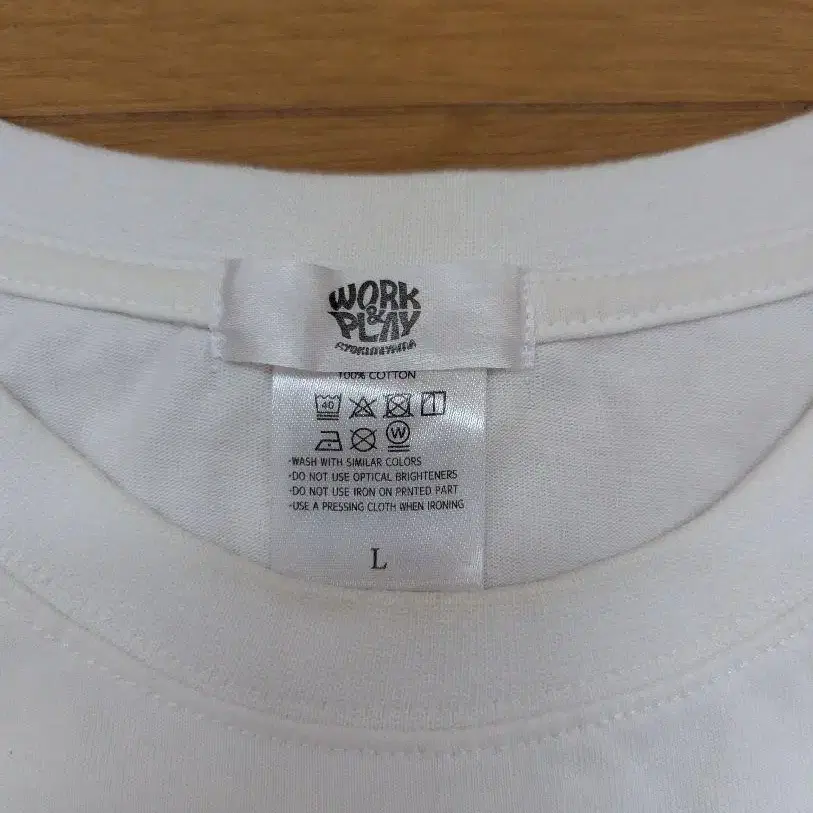 WORK
&
PLAY
100% COTTON
40
W
·WASH WITH SIMILAR COLORS
·DO NOT USE OPTICAL BRIGHTENERS
·DO NOT USE IRON ON PRNTED PART
·USE A PRESSING CLOTH WHEN IRONING
L